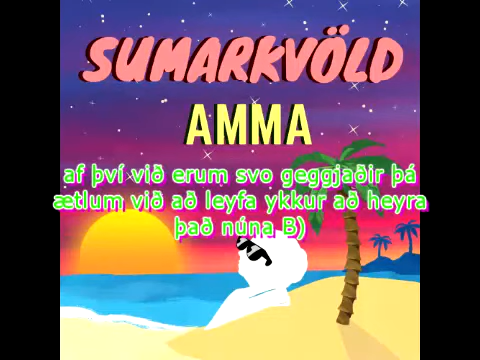 SUMARKVÖLD
AMMA
af því við erum svo geggjaðir þá
ætlum við að leyfa ykkur að heyra
það núna B)